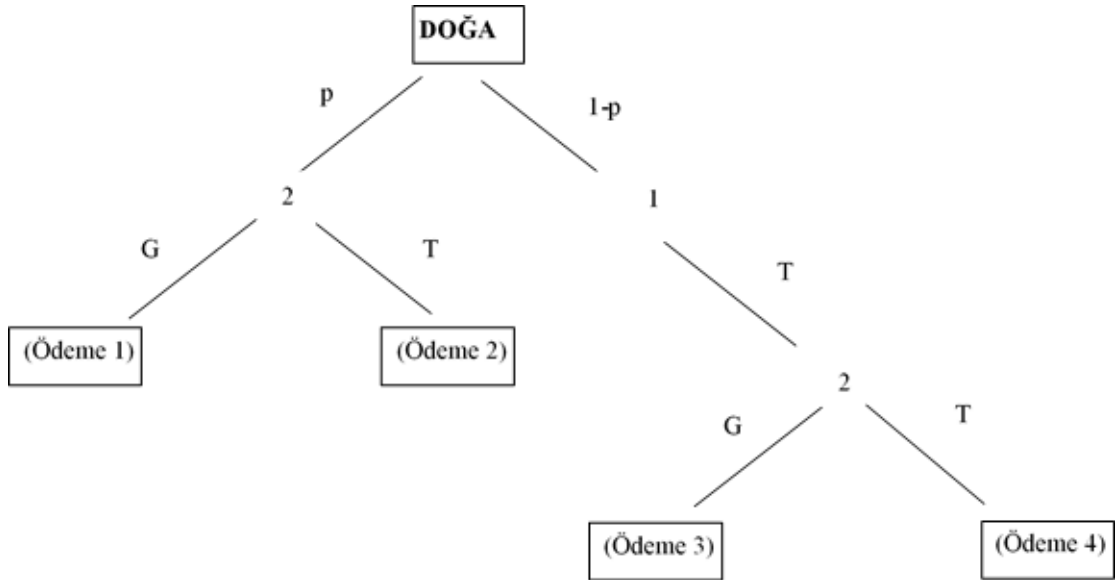 DOĞA
p
1-p
2
1
G
T
T
(Ödeme 1)
(Ödeme 2)
2
G
T
(Ödeme 3)
(Ödeme 4)